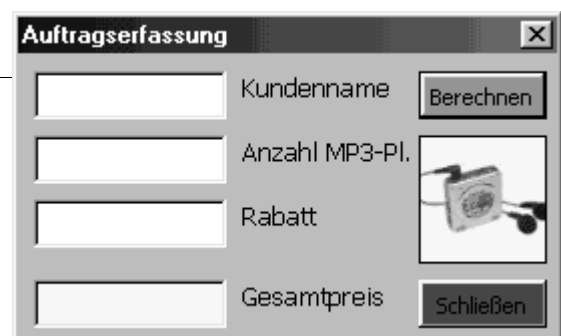 Auftragserfassung
Kundenname
Berechnen
Anzahl MP3-Pl.
Rabatt
Gesamtpreis
Schließen